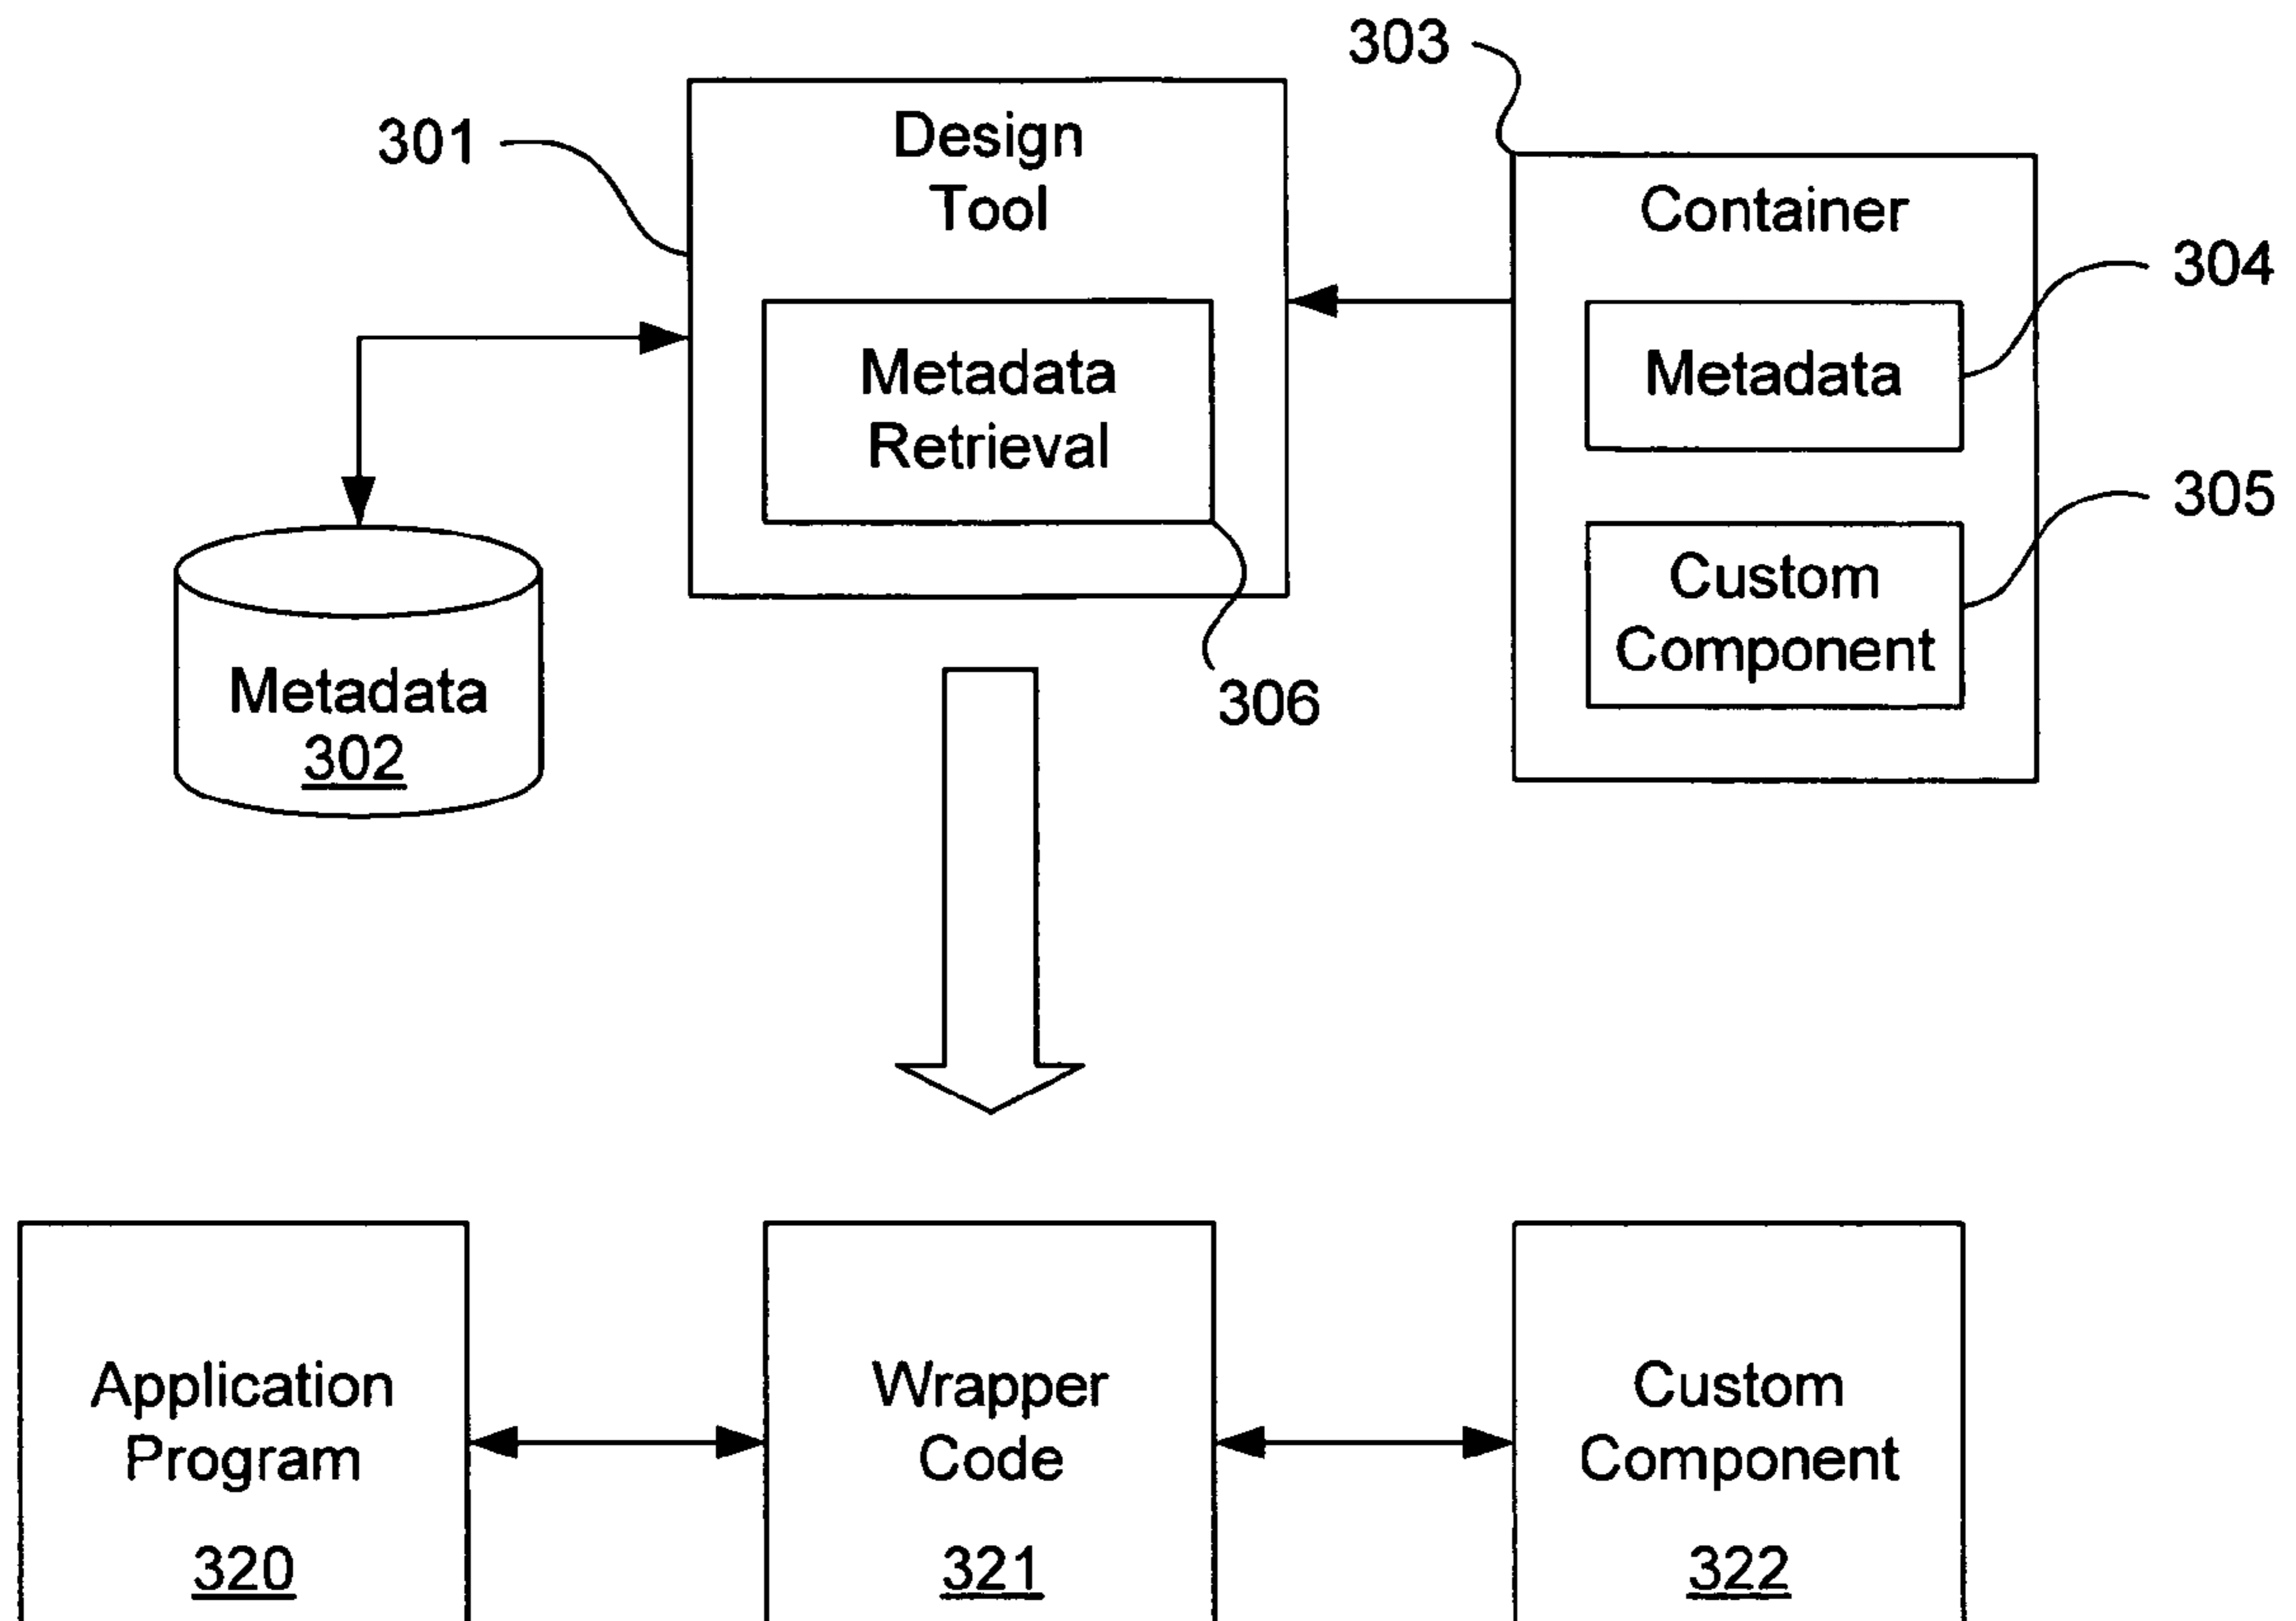 303
301
Design
Tool
Container
304
Metadata
Retrieval
Metadata
305
Custom
Component
Metadata
302
306
Application
Program
320
Wrapper
Code
321
Custom
Component
322